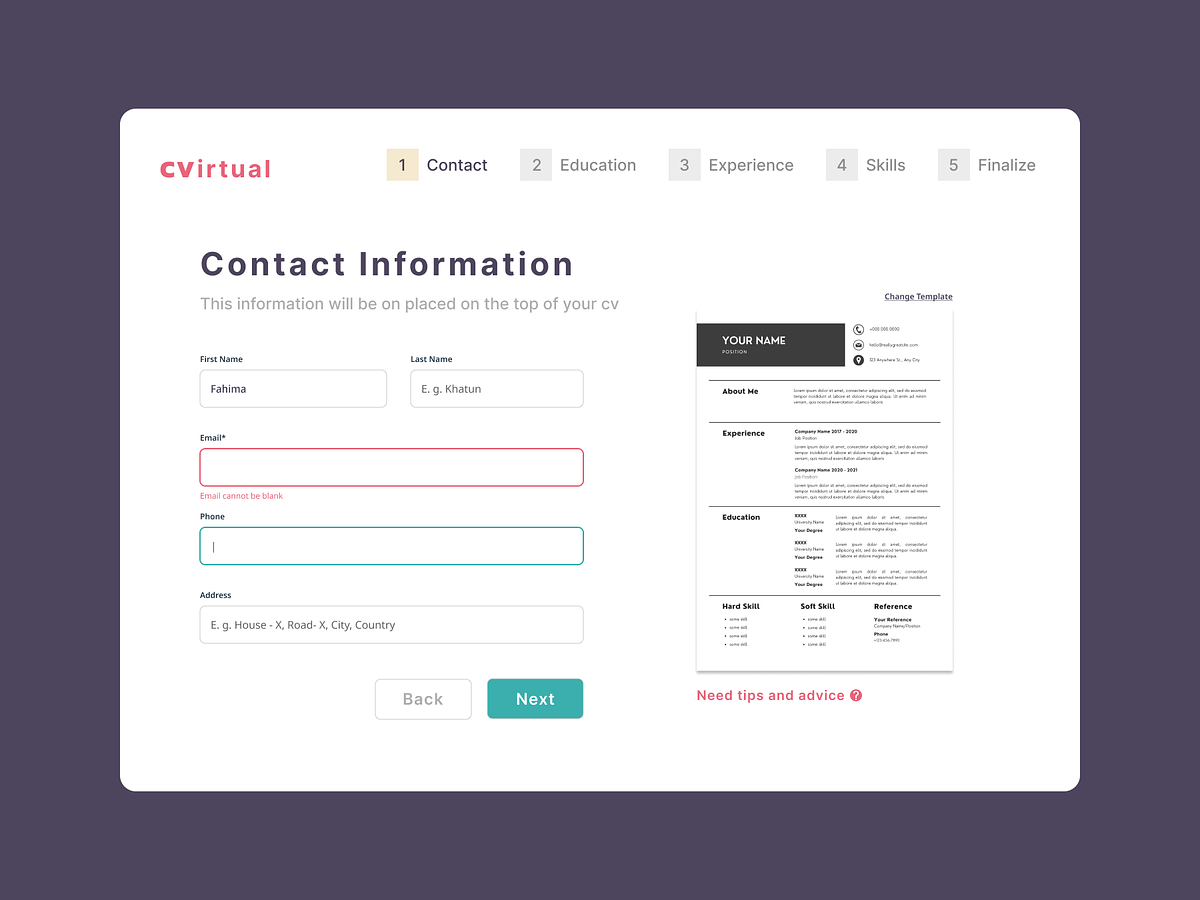 cvirtual
1 Contact
2 Education
3 Experience
4 Skills
5 Finalize
Contact Information
This information will be on placed on the top of your cv
First Name
Last Name
Fahima
E. g. Khatun
Email*
Email cannot be blank
Phone
Address
E. g. House - X, Road- X, City, Country
Back
Next
Change Template
YOUR NAME
POSITION
+000 000 0000
hello@reallygreatsite.com
123 Anywhere St., Any City
About Me
Lorem ipsum dolor sit amet, consectetur adipiscing elit, sed do eiusmod
tempor incididunt ut labore et dolore magna aliqua. Ut enim ad minim
veniam, quis nostrud exercitation ullamco laboris
Experience
Company Name 2017 - 2020
Job Position
Lorem ipsum dolor sit amet, consectetur adipiscing elit, sed do eiusmod
tempor incididunt ut labore et dolore magna aliqua. Ut enim ad minim
veniam, quis nostrud exercitation ullamco laboris
Company Name 2020 - 2021
Job Position
Lorem ipsum dolor sit amet, consectetur adipiscing elit, sed do eiusmod
tempor incididunt ut labore et dolore magna aliqua. Ut enim ad minim
veniam, quis nostrud exercitation ullamco laboris
Education
XXXX
University Name
Your Degree
Lorem ipsum dolor sit amet, consectetur
adipiscing elit, sed do eiusmod tempor incididunt
ut labore et dolore magna aliqua.
XXXX
University Name
Your Degree
Lorem ipsum dolor sit amet, consectetur
adipiscing elit, sed do eiusmod tempor incididunt
ut labore et dolore magna aliqua.
XXXX
University Name
Your Degree
Lorem ipsum dolor sit amet, consectetur
adipiscing elit, sed do eiusmod tempor incididunt
ut labore et dolore magna aliqua.
Hard Skill
• some skill
• some skill
• some skill
• some skill
Soft Skill
• some skill
• some skill
• some skill
• some skill
Reference
Your Reference
Company Name/Position
Phone
+123-456-7890
Need tips and advice ?